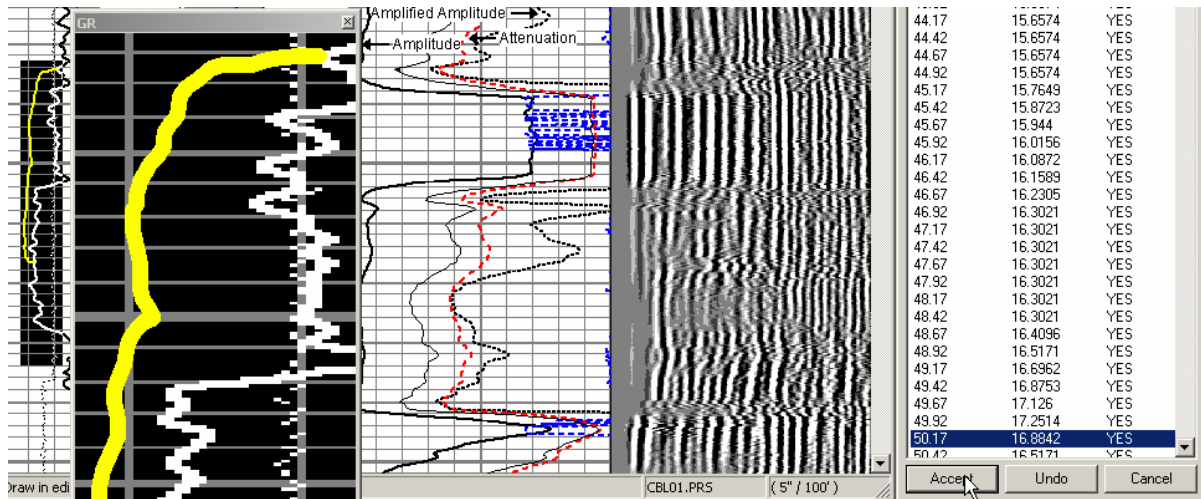 GR
Amplified Amplitude
Amplitude
Attenuation
44.17 15.6574 YES
44.42 15.6574 YES
44.67 15.6574 YES
44.92 15.6574 YES
45.17 15.7649 YES
45.42 15.8723 YES
45.67 15.944 YES
45.92 16.0156 YES
46.17 16.0872 YES
46.42 16.1589 YES
46.67 16.2305 YES
46.92 16.3021 YES
47.17 16.3021 YES
47.42 16.3021 YES
47.67 16.3021 YES
47.92 16.3021 YES
48.17 16.3021 YES
48.42 16.3021 YES
48.67 16.4096 YES
48.92 16.5171 YES
49.17 16.6962 YES
49.42 16.8753 YES
49.67 17.126 YES
49.92 17.2514 YES
50.17 16.8842 YES
50.42 16.5171 YES
Draw in edi
CBL01.PRS
( 5" / 100' )
Accept
Undo
Cancel